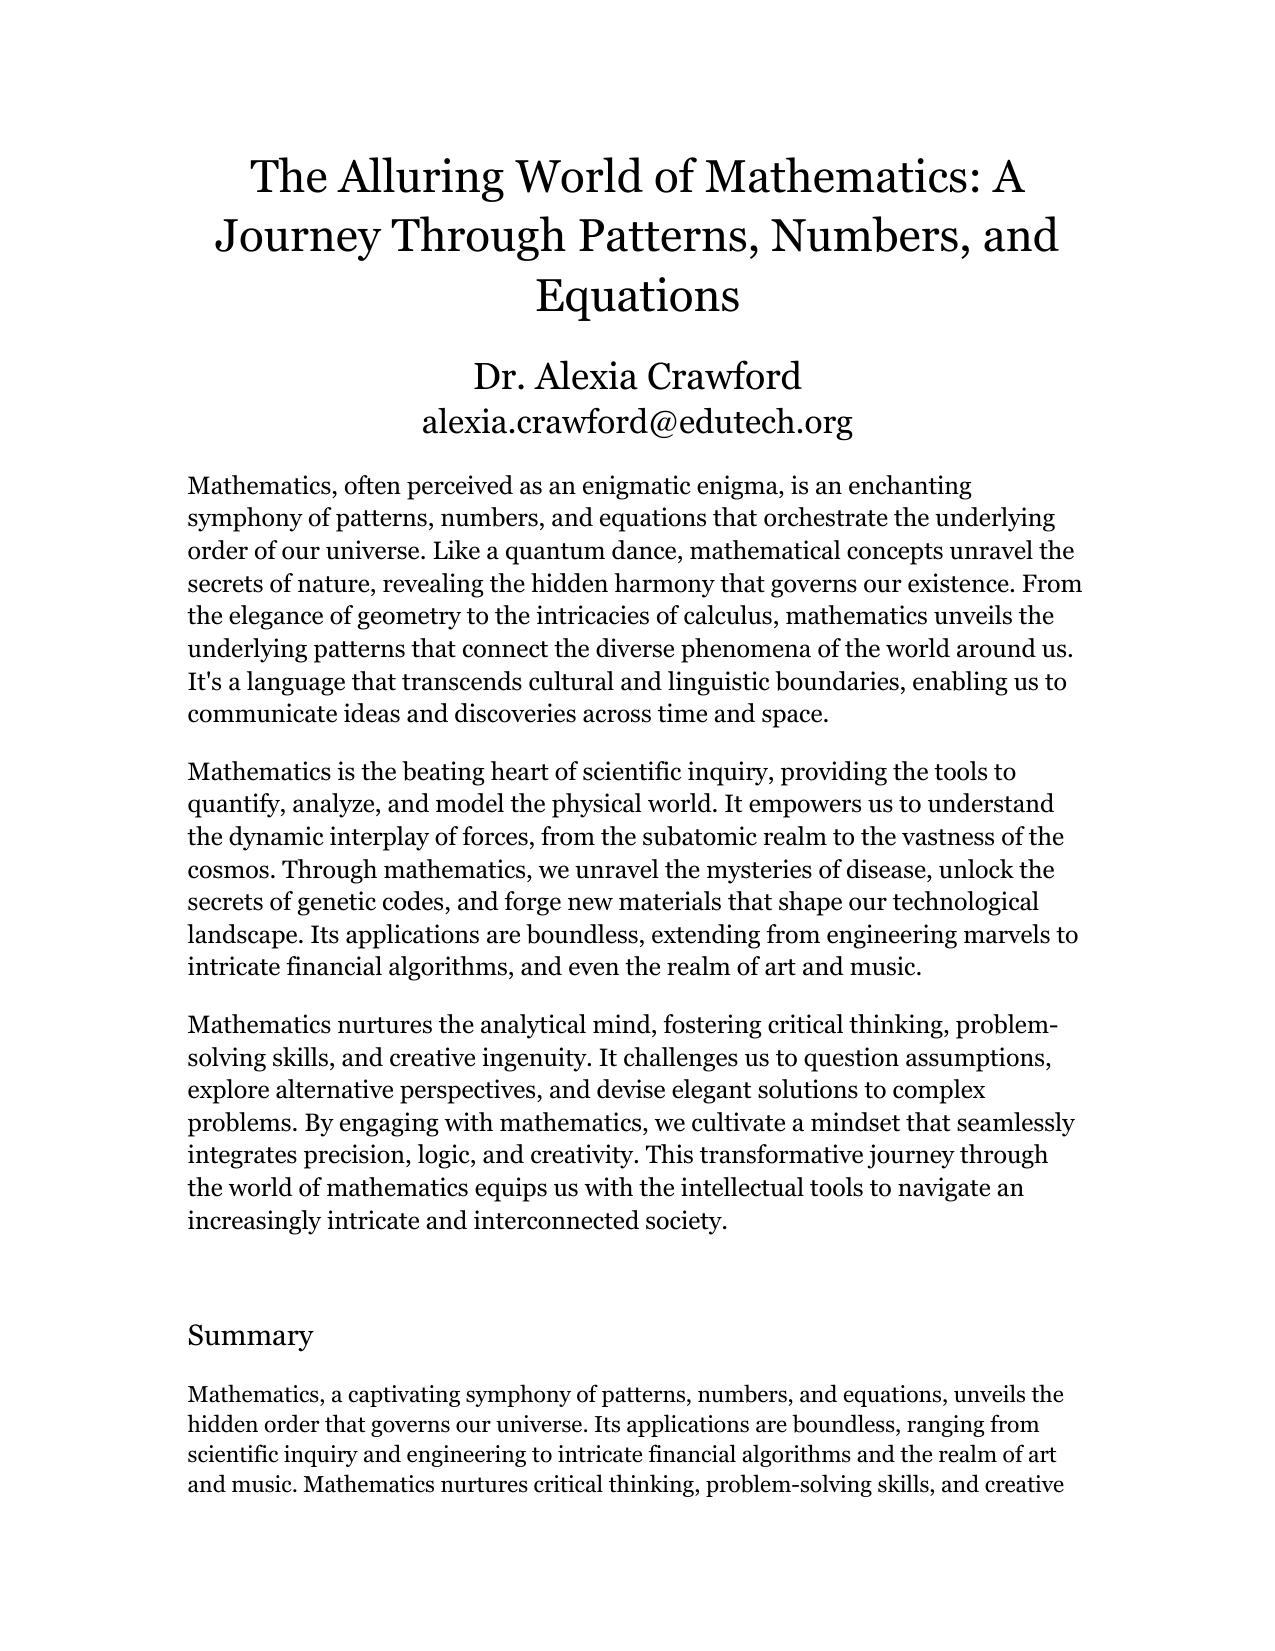 The Alluring World of Mathematics: A
Journey Through Patterns, Numbers, and
Equations
Dr. Alexia Crawford
alexia.crawford@edutech.org
Mathematics, often perceived as an enigmatic enigma, is an enchanting
symphony of patterns, numbers, and equations that orchestrate the underlying
order of our universe. Like a quantum dance, mathematical concepts unravel the
secrets of nature, revealing the hidden harmony that governs our existence. From
the elegance of geometry to the intricacies of calculus, mathematics unveils the
underlying patterns that connect the diverse phenomena of the world around us.
It's a language that transcends cultural and linguistic boundaries, enabling us to
communicate ideas and discoveries across time and space.
Mathematics is the beating heart of scientific inquiry, providing the tools to
quantify, analyze, and model the physical world. It empowers us to understand
the dynamic interplay of forces, from the subatomic realm to the vastness of the
cosmos. Through mathematics, we unravel the mysteries of disease, unlock the
secrets of genetic codes, and forge new materials that shape our technological
landscape. Its applications are boundless, extending from engineering marvels to
intricate financial algorithms, and even the realm of art and music.
Mathematics nurtures the analytical mind, fostering critical thinking, problem-
solving skills, and creative ingenuity. It challenges us to question assumptions,
explore alternative perspectives, and devise elegant solutions to complex
problems. By engaging with mathematics, we cultivate a mindset that seamlessly
integrates precision, logic, and creativity. This transformative journey through
the world of mathematics equips us with the intellectual tools to navigate an
increasingly intricate and interconnected society.
Summary
Mathematics, a captivating symphony of patterns, numbers, and equations, unveils the
hidden order that governs our universe. Its applications are boundless, ranging from
scientific inquiry and engineering to intricate financial algorithms and the realm of art
and music. Mathematics nurtures critical thinking, problem-solving skills, and creative